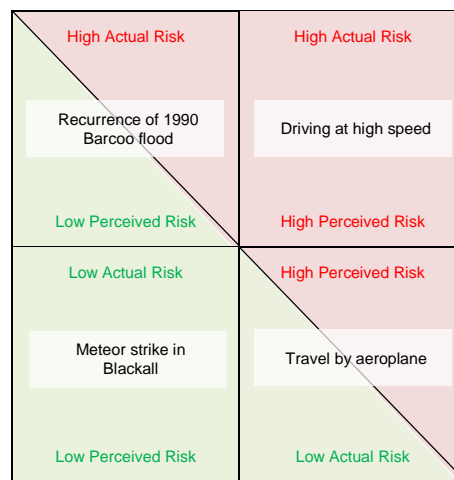 High Actual Risk
Recurrence of 1990
Barcoo flood
Low Perceived Risk
High Actual Risk
Driving at high speed
High Perceived Risk
Low Actual Risk
Meteor strike in
Blackall
Low Perceived Risk
High Perceived Risk
Travel by aeroplane
Low Actual Risk